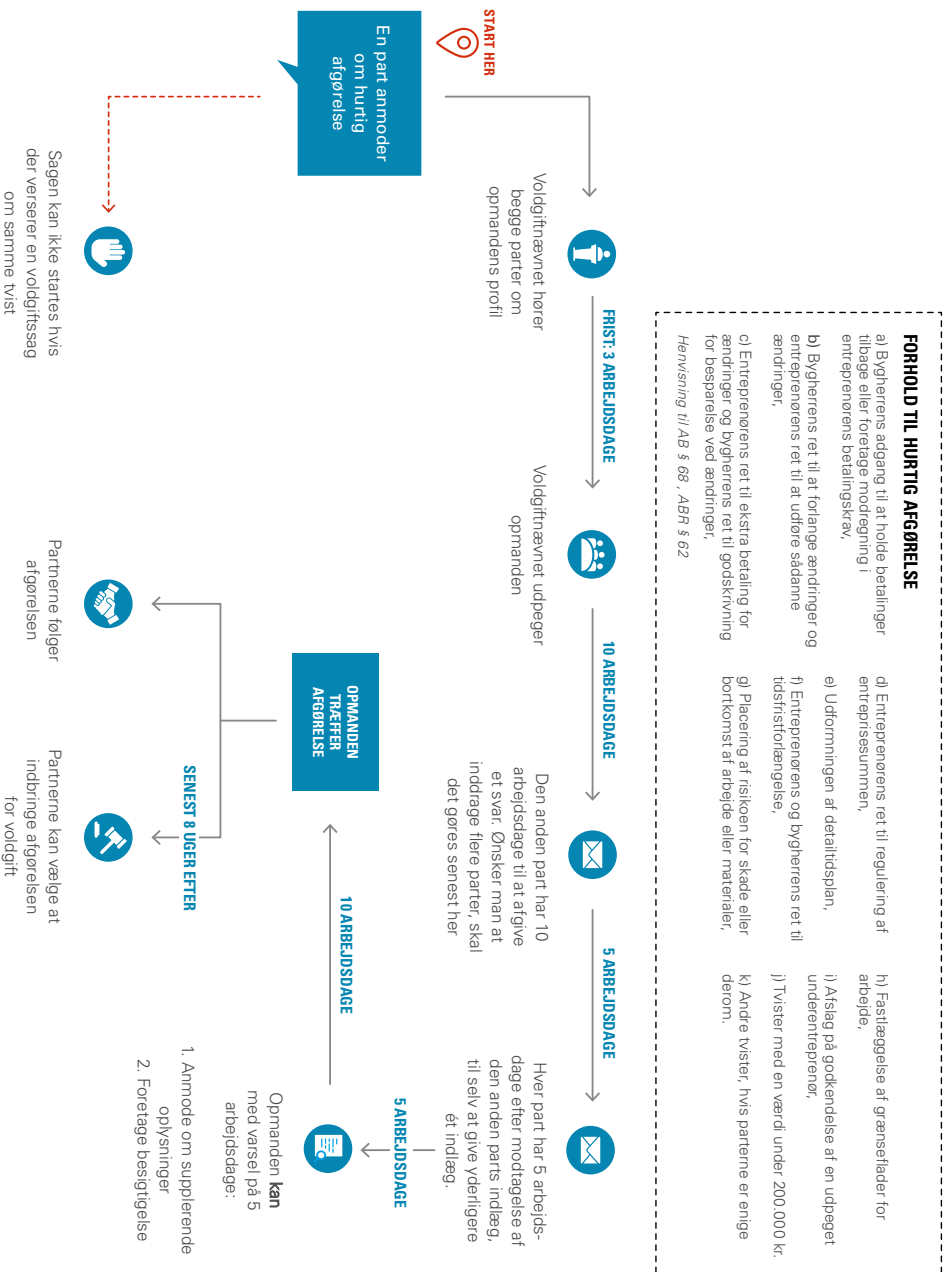 FORHOLD TIL HURTIG AFGØRELSE
a) Bygherrens adgang til at holde betalinger
tilbage eller foretage modregning i
entreprenørens betalingskrav,
b) Bygherrens ret til at forlange ændringer og
entreprenørens ret til at udføre sådanne
ændringer,
c) Entreprenørens ret til ekstra betaling for
ændringer og bygherrens ret til godskrivning
for besparelse ved ændringer,
Henvisning til AB § 68 , ABR § 62
d) Entreprenørens ret til regulering af
entreprisesummen,
e) Udformningen af detailtidsplan,
f) Entreprenørens og bygherrens ret til
tidsfristforlængelse,
g) Placering af risikoen for skade eller
bortkomst af arbejde eller materialer,
h) Fastlæggelse af grænseflader for
arbejde,
i) Afslag på godkendelse af en udpeget
underentreprenør,
j) Tvister med en værdi under 200.000 kr.
k) Andre tvister, hvis parterne er enige
derom.
START HER
En part anmoder
om hurtig
afgørelse
Voldgiftnævnet hører
begge parter om
opmandens profil
FRIST: 3 ARBEJDSDAGE
Voldgiftnævnet udpeger
opmanden
10 ARBEJDSDAGE
Den anden part har 10
arbejdsdage til at afgive
et svar. Ønsker man at
inddrage flere parter, skal
det gøres senest her
5 ARBEJDSDAGE
Hver part har 5 arbejds-
dage efter modtagelse af
den anden parts indlæg,
til selv at give yderligere
ét indlæg.
5 ARBEJDSDAGE
Opmanden kan
med varsel på 5
arbejdsdage:
1. Anmode om supplerende
oplysninger
2. Foretage besigtigelse
10 ARBEJDSDAGE
OPMANDEN
TRÆFFER
AFGØRELSE
SENEST 8 UGER EFTER
Sagen kan ikke startes hvis
der verserer en voldgiftssag
om samme tvist
Partnerne følger
afgørelsen
Partnerne kan vælge at
indbringe afgørelsen
for voldgift